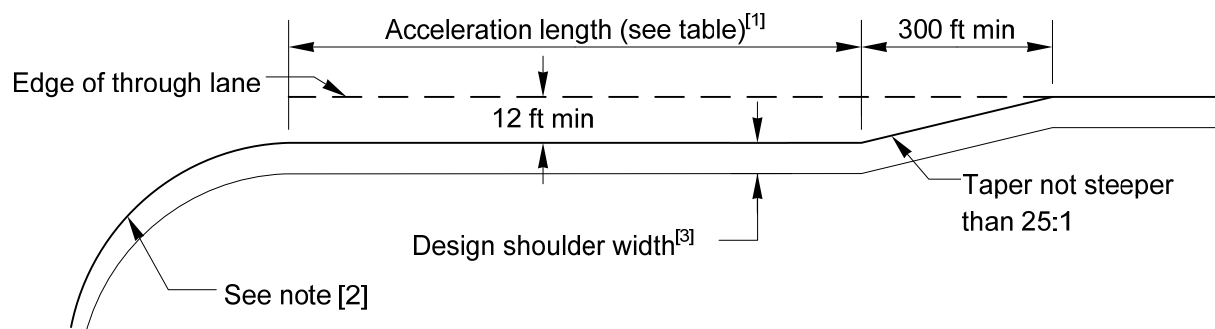 Acceleration length (see table)[1]
300 ft min
Edge of through lane
12 ft min
Taper not steeper
than 25:1
Design shoulder width[3]
See note [2]